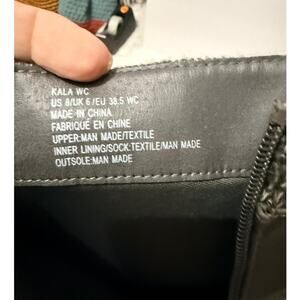 KALA WC
US 8/UK 6/EU 38.5 WC
MADE IN CHINA
FABRIQUÉ EN CHINE
UPPER:MAN MADE/TEXTILE
INNER LINING/SOCK:TEXTILE/MAN MADE
OUTSOLE:MAN MADE